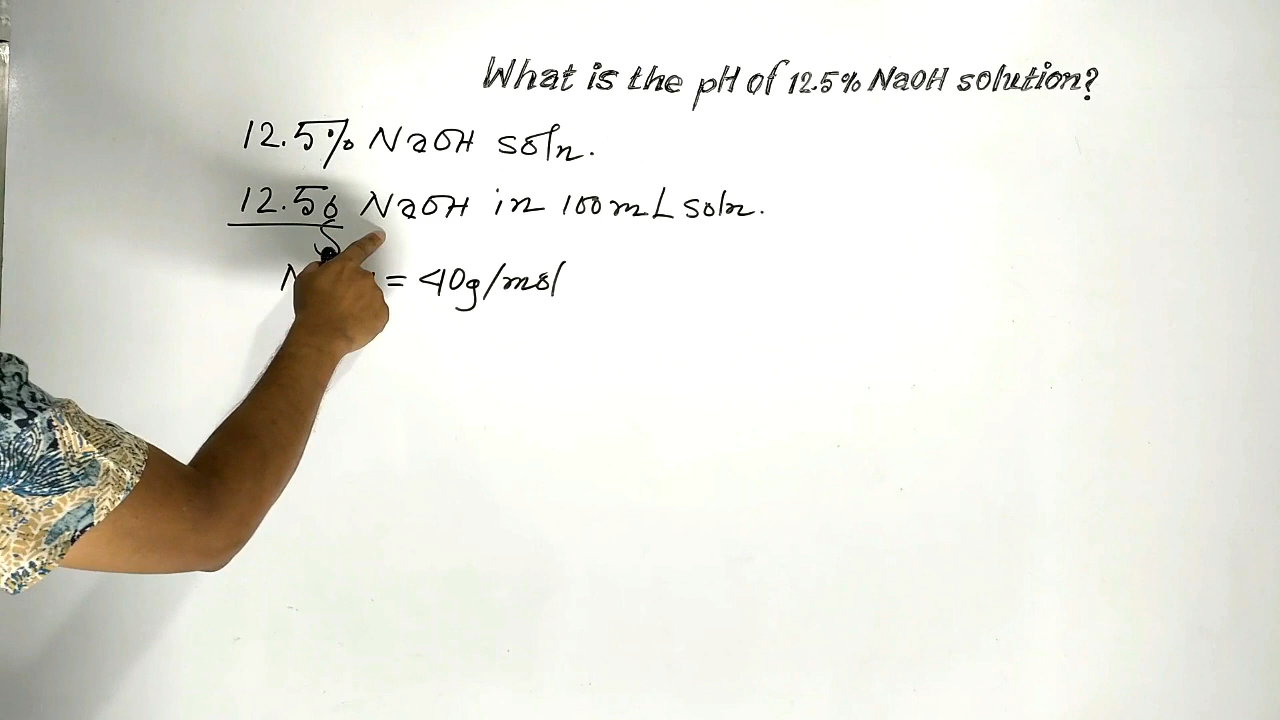 What is the pH of 12.5% NaOH solution?
12.5% NaOH soln.
12.5g NaOH in 100mL soln.
= 40g/mol